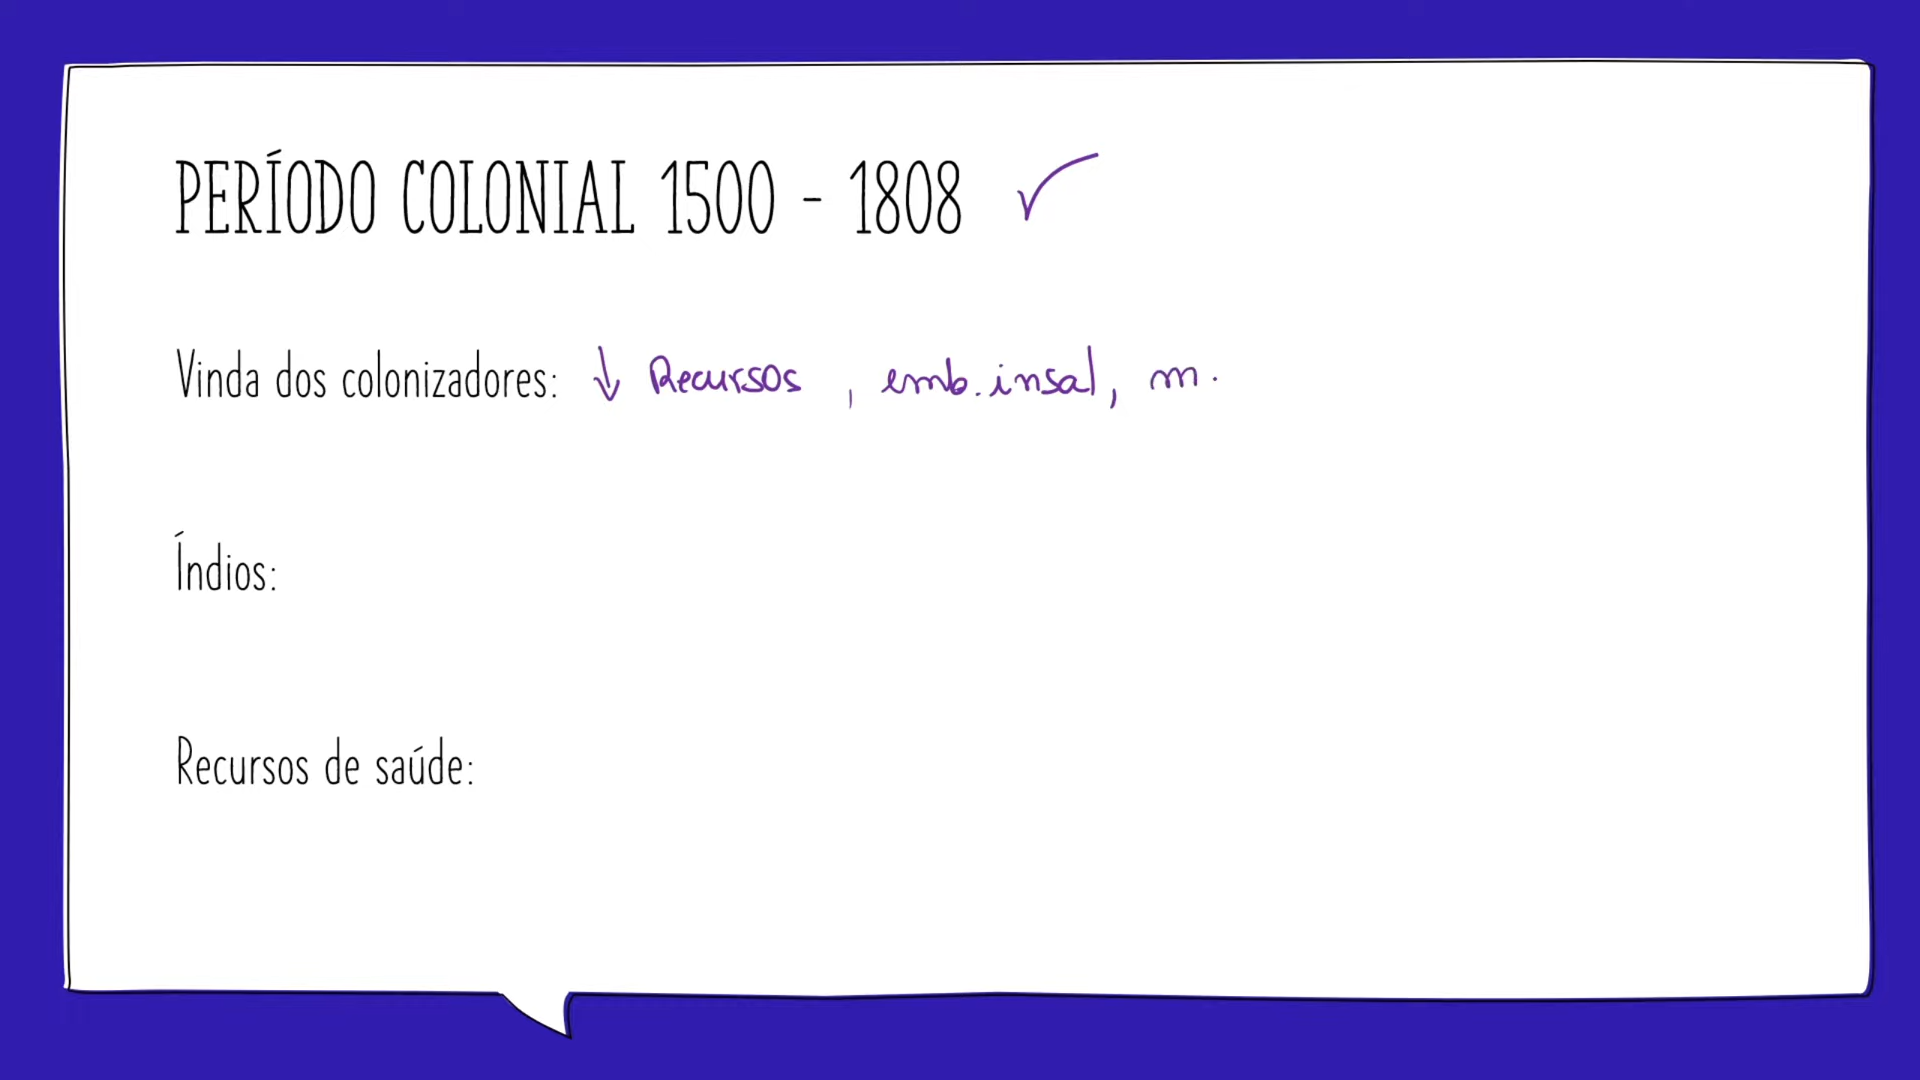 PERÍODO COLONIAL 1500 - 1808
Vinda dos colonizadores: ↓ Recursos , emb. insal, m.
Índios:
Recursos de saúde: